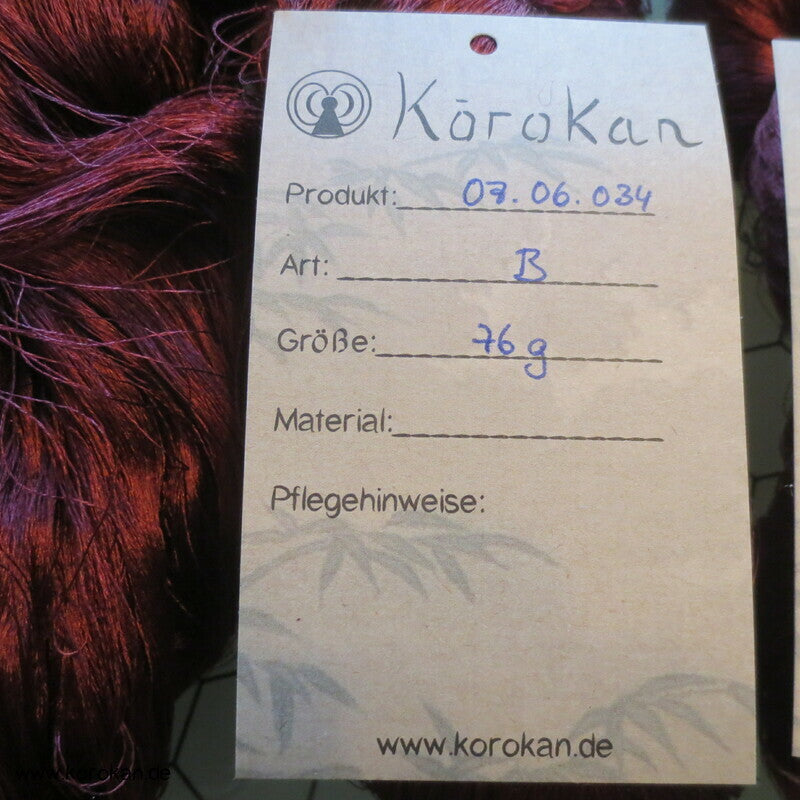 Kōrokan
Produkt: 07.06.034
Art: B
Größe: 76 g
Material:
Pflegehinweise:
www.korokan.de
www.korokan.de